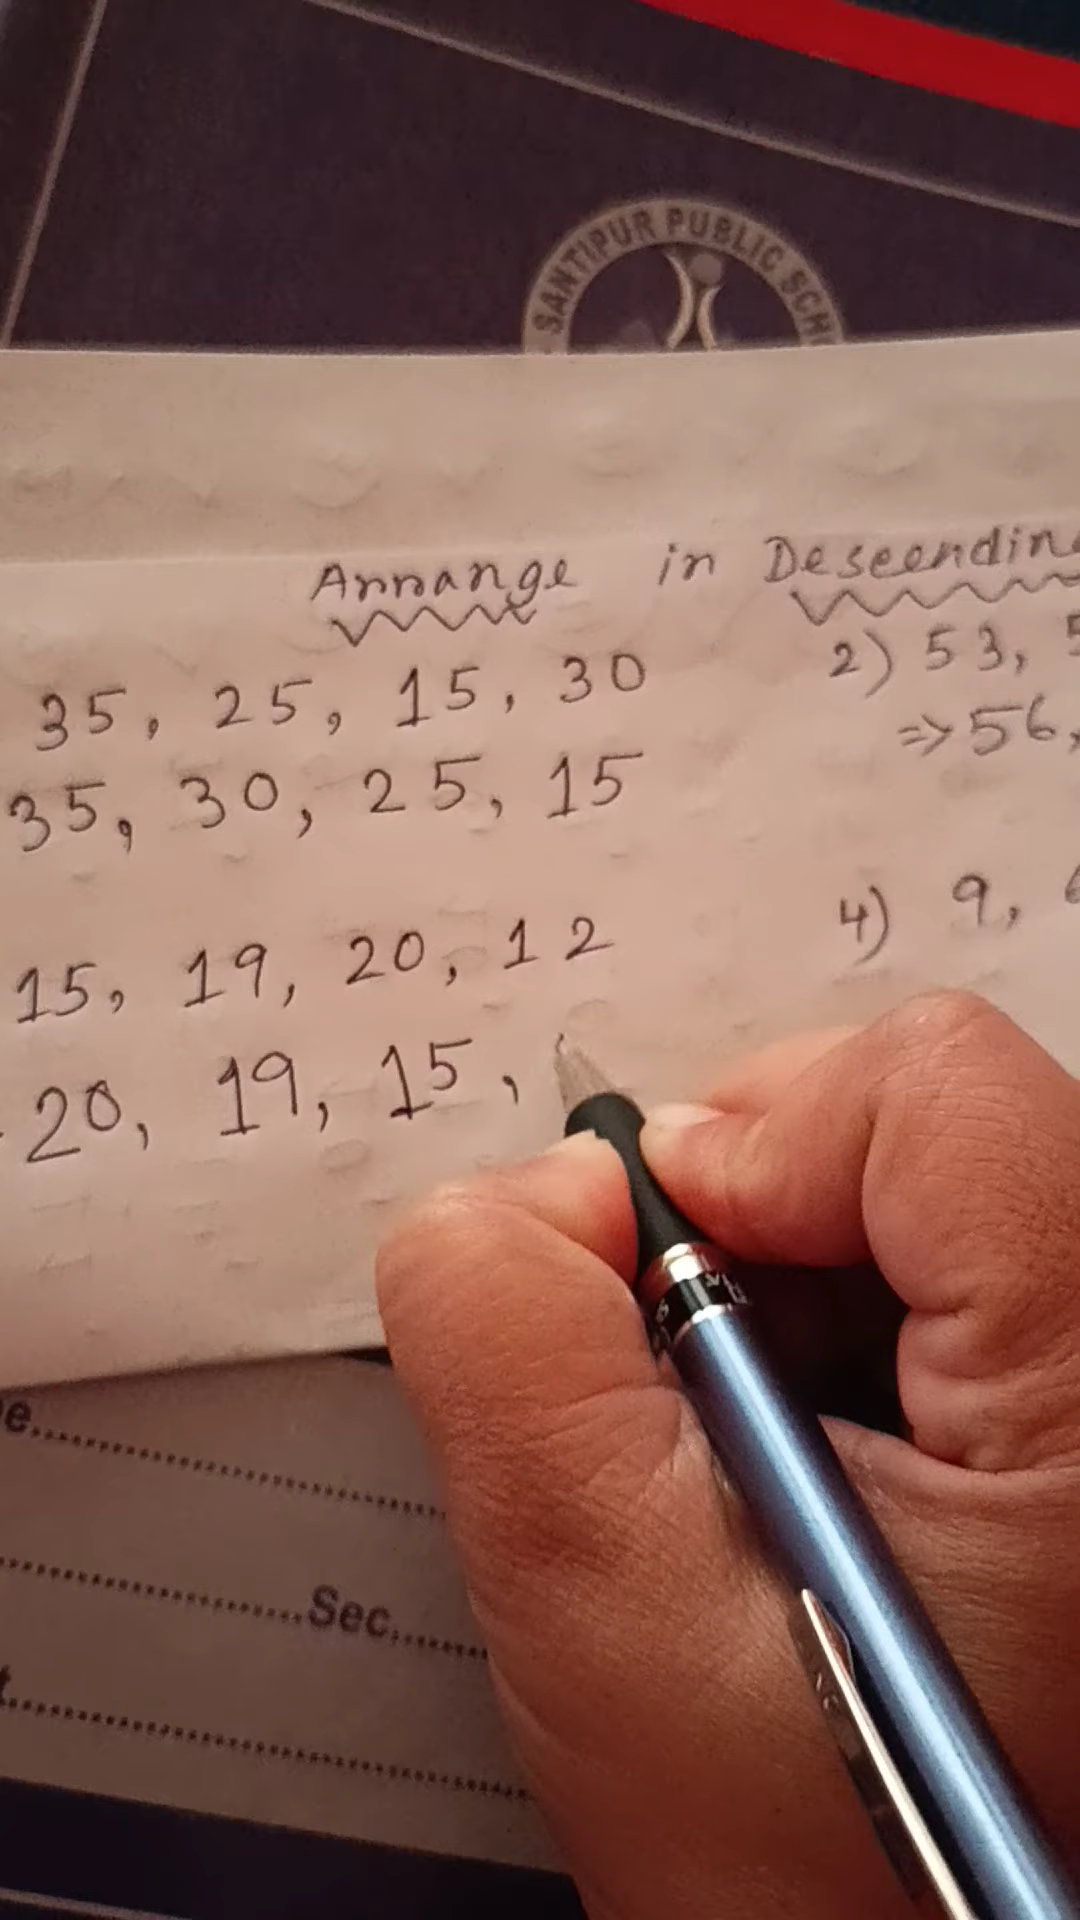 SANTIPUR PUBLIC
Arrange in
35, 25, 15, 30
2) 53,
35, 30, 25, 15
⇒ 56,
15, 19, 20, 12
4) 9,
20, 19, 15,
Sec.